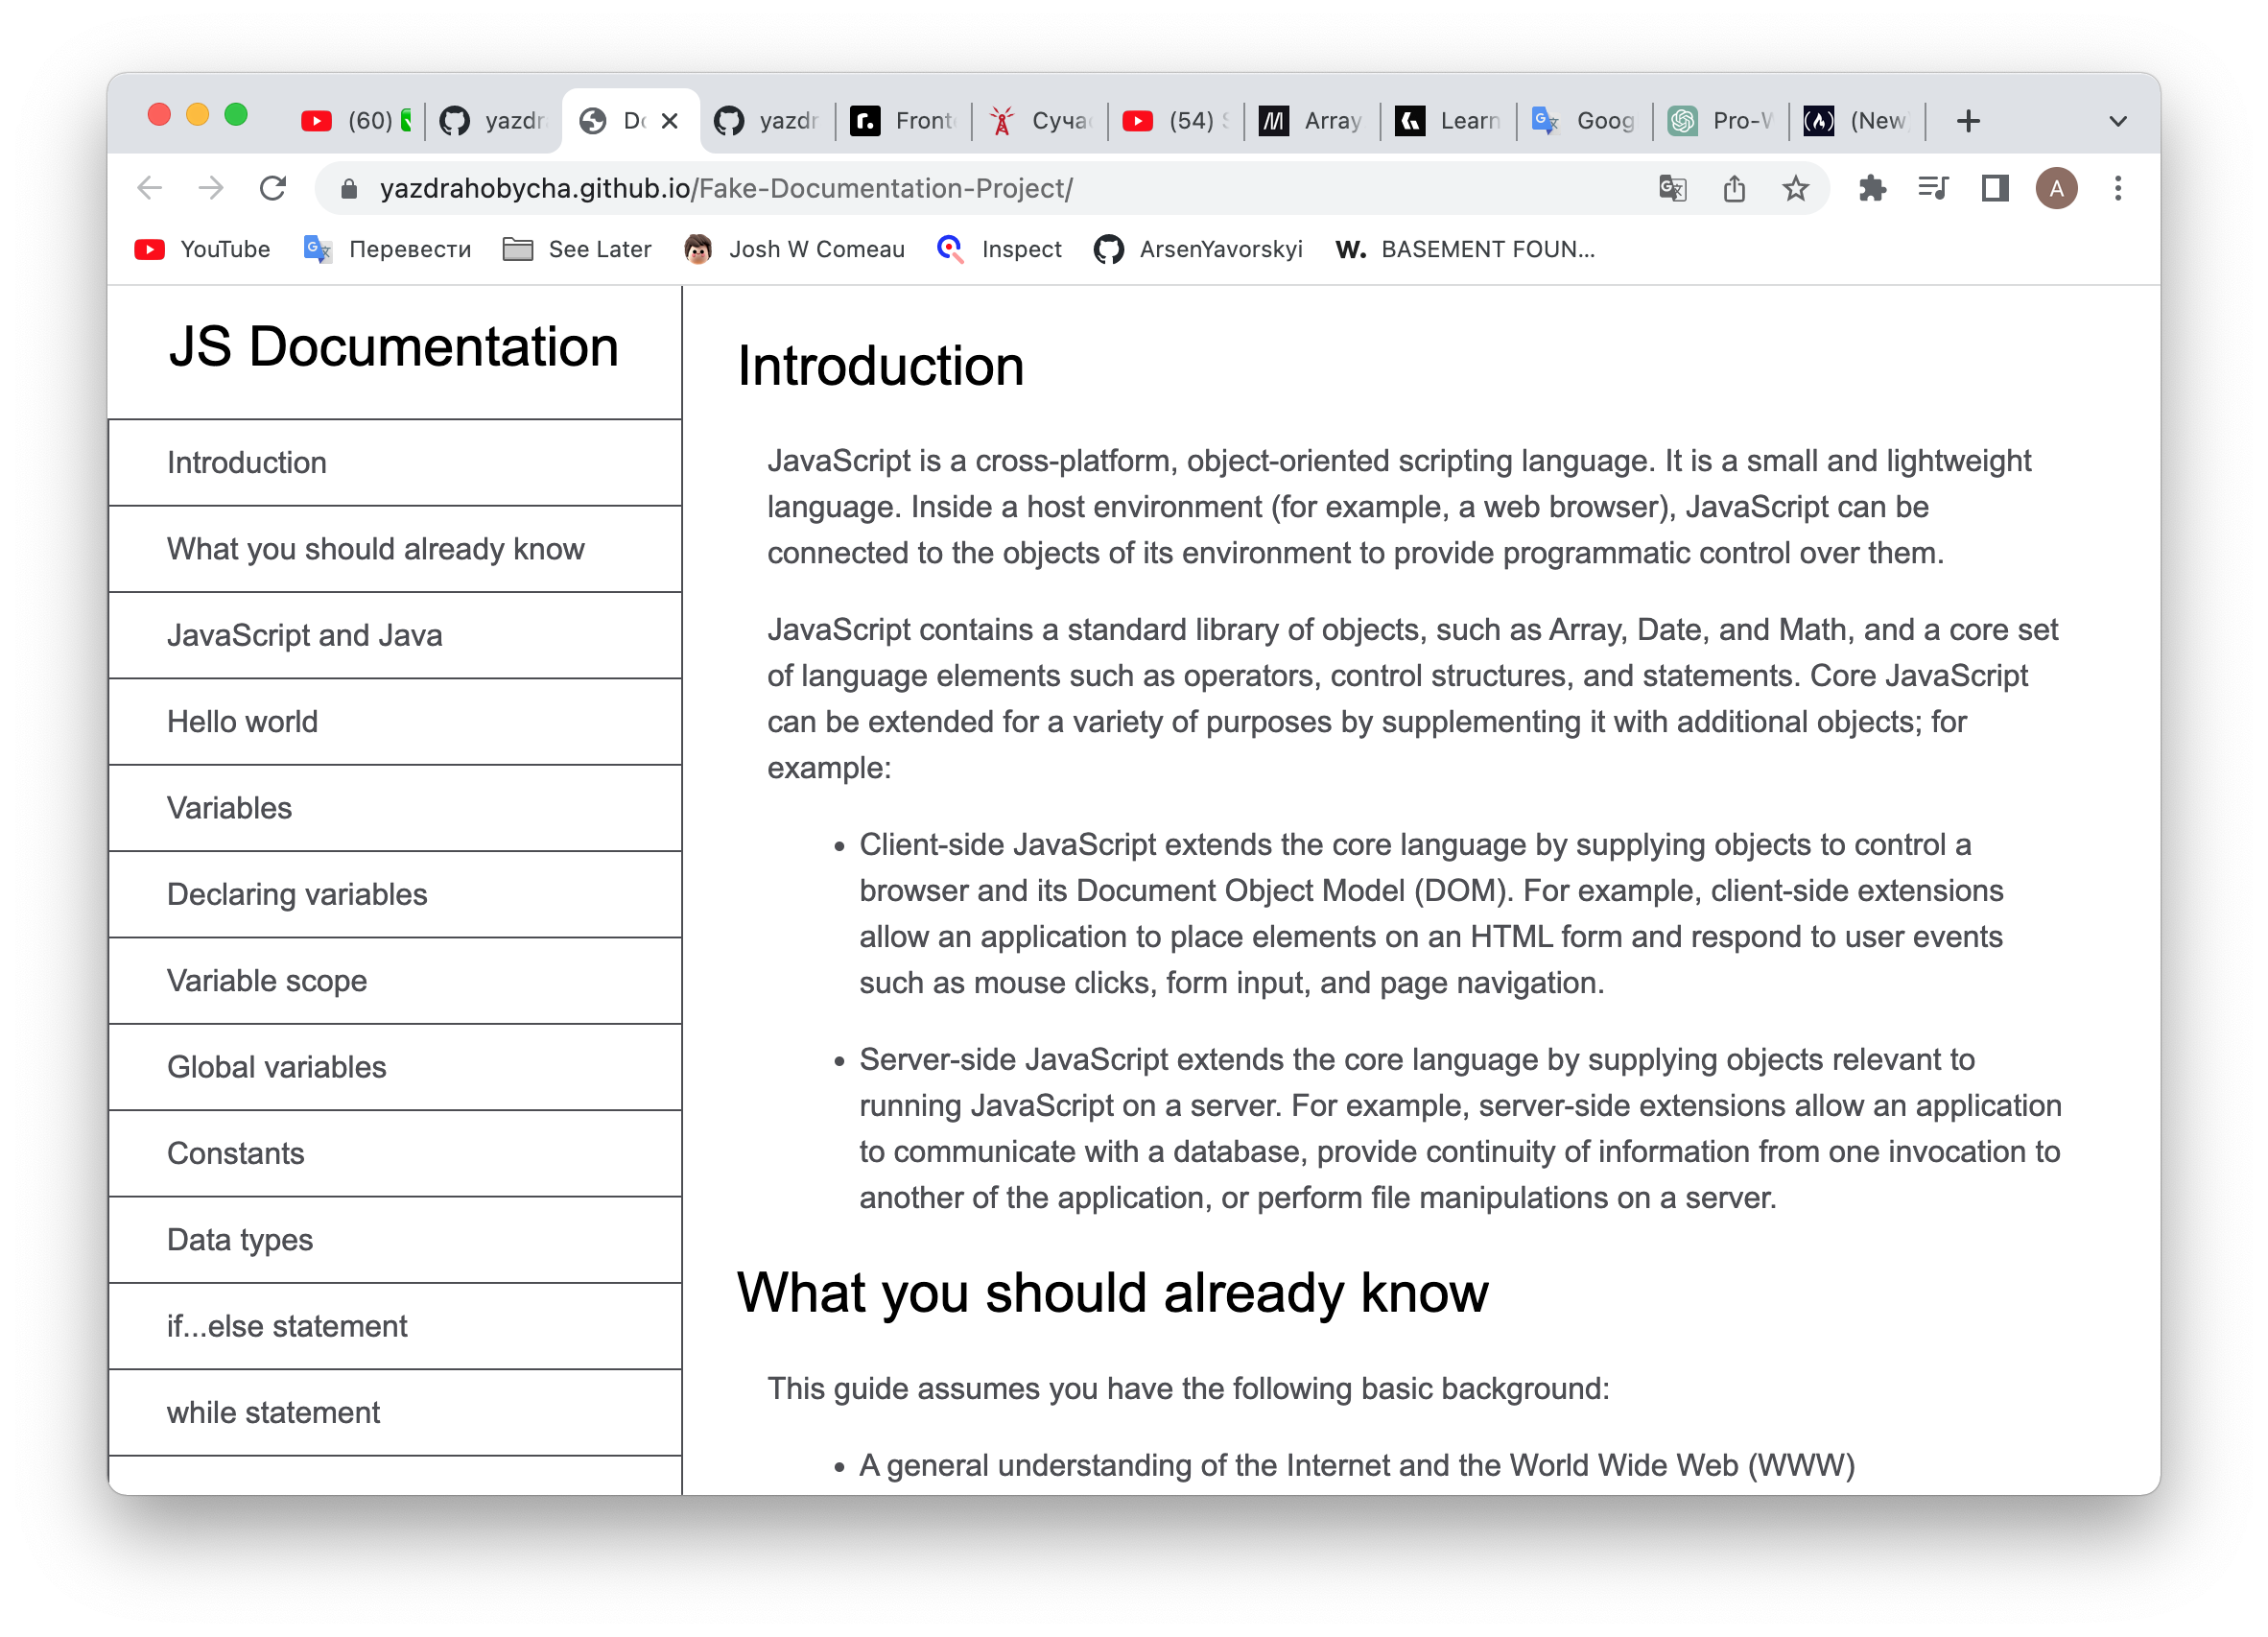 (60)
yazdr
Do
yazdr
Front
Суча
(54) S
Array
Learn
Goog
Pro-W
(New
yazdrahobycha.github.io/Fake-Documentation-Project/
A
YouTube
Перевести
See Later
Josh W Comeau
Inspect
ArsenYavorskyi
W. BASEMENT FOUN...
JS Documentation
Introduction
What you should already know
JavaScript and Java
Hello world
Variables
Declaring variables
Variable scope
Global variables
Constants
Data types
if...else statement
while statement
Introduction
JavaScript is a cross-platform, object-oriented scripting language. It is a small and lightweight
language. Inside a host environment (for example, a web browser), JavaScript can be
connected to the objects of its environment to provide programmatic control over them.
JavaScript contains a standard library of objects, such as Array, Date, and Math, and a core set
of language elements such as operators, control structures, and statements. Core JavaScript
can be extended for a variety of purposes by supplementing it with additional objects; for
example:
• Client-side JavaScript extends the core language by supplying objects to control a
browser and its Document Object Model (DOM). For example, client-side extensions
allow an application to place elements on an HTML form and respond to user events
such as mouse clicks, form input, and page navigation.
• Server-side JavaScript extends the core language by supplying objects relevant to
running JavaScript on a server. For example, server-side extensions allow an application
to communicate with a database, provide continuity of information from one invocation to
another of the application, or perform file manipulations on a server.
What you should already know
This guide assumes you have the following basic background:
• A general understanding of the Internet and the World Wide Web (WWW)